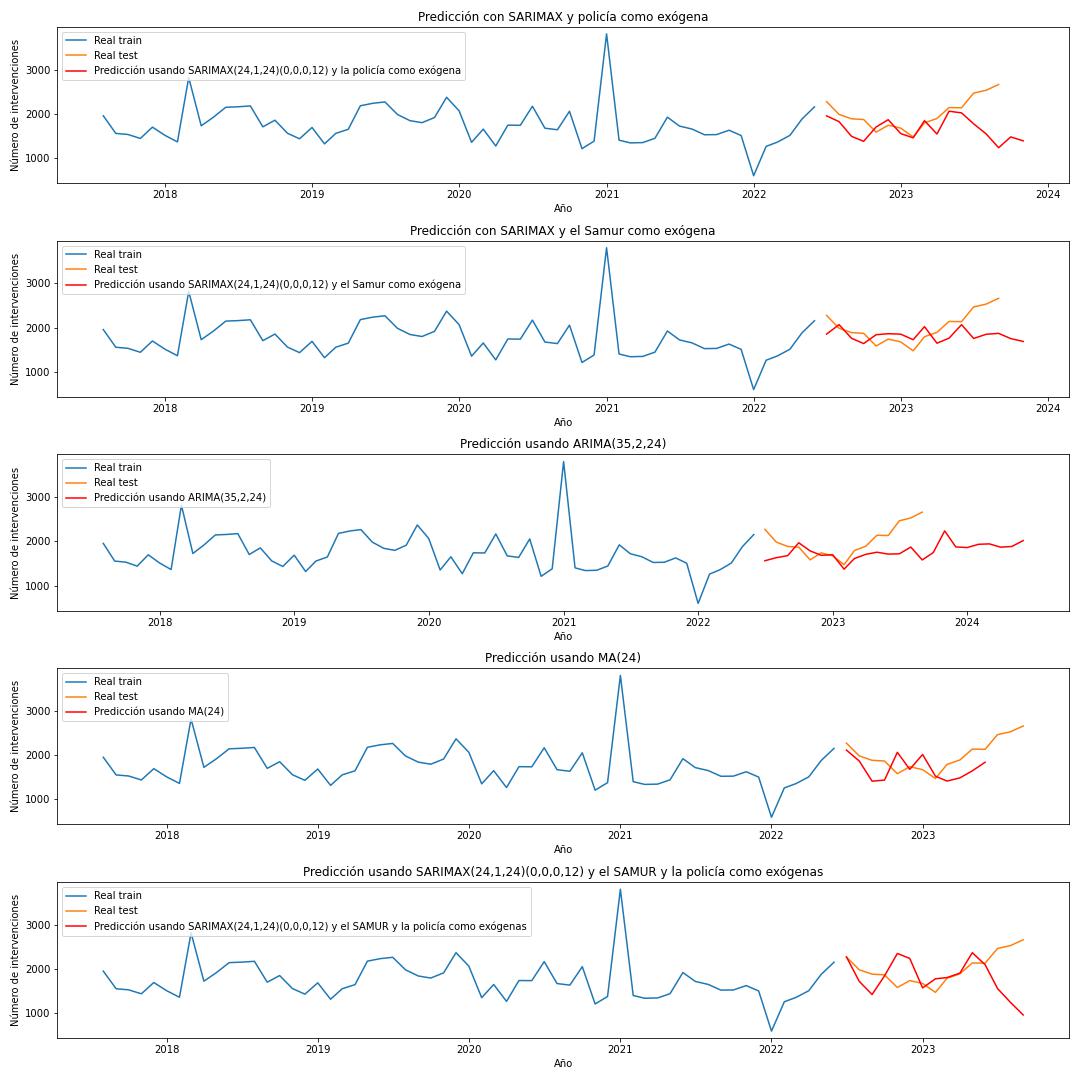 Predicción con SARIMAX y policía como exógena
Real train
Real test
Predicción usando SARIMAX(24,1,24)(0,0,0,12) y la policía como exógena
Número de intervenciones
3000
2000
1000
2018 2019 2020 2021 2022 2023 2024
Año
Predicción con SARIMAX y el Samur como exógena
Real train
Real test
Predicción usando SARIMAX(24,1,24)(0,0,0,12) y el Samur como exógena
Número de intervenciones
3000
2000
1000
2018 2019 2020 2021 2022 2023 2024
Año
Predicción usando ARIMA(35,2,24)
Real train
Real test
Predicción usando ARIMA(35,2,24)
Número de intervenciones
3000
2000
1000
2018 2019 2020 2021 2022 2023 2024
Año
Predicción usando MA(24)
Real train
Real test
Predicción usando MA(24)
Número de intervenciones
3000
2000
1000
2018 2019 2020 2021 2022 2023
Año
Predicción usando SARIMAX(24,1,24)(0,0,0,12) y el SAMUR y la policía como exógenas
Real train
Real test
Predicción usando SARIMAX(24,1,24)(0,0,0,12) y el SAMUR y la policía como exógenas
Número de intervenciones
3000
2000
1000
2018 2019 2020 2021 2022 2023
Año